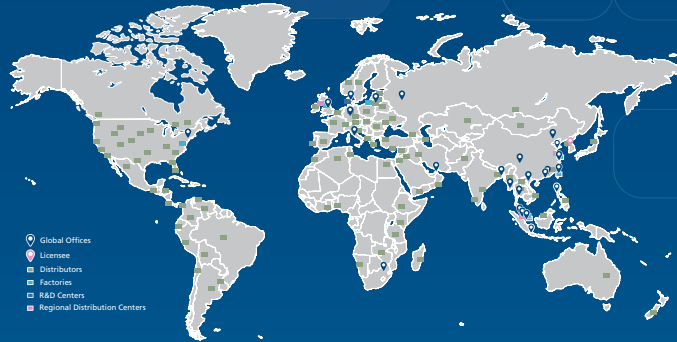 Global Offices
Licensee
Distributors
Factories
R&D Centers
Regional Distribution Centers